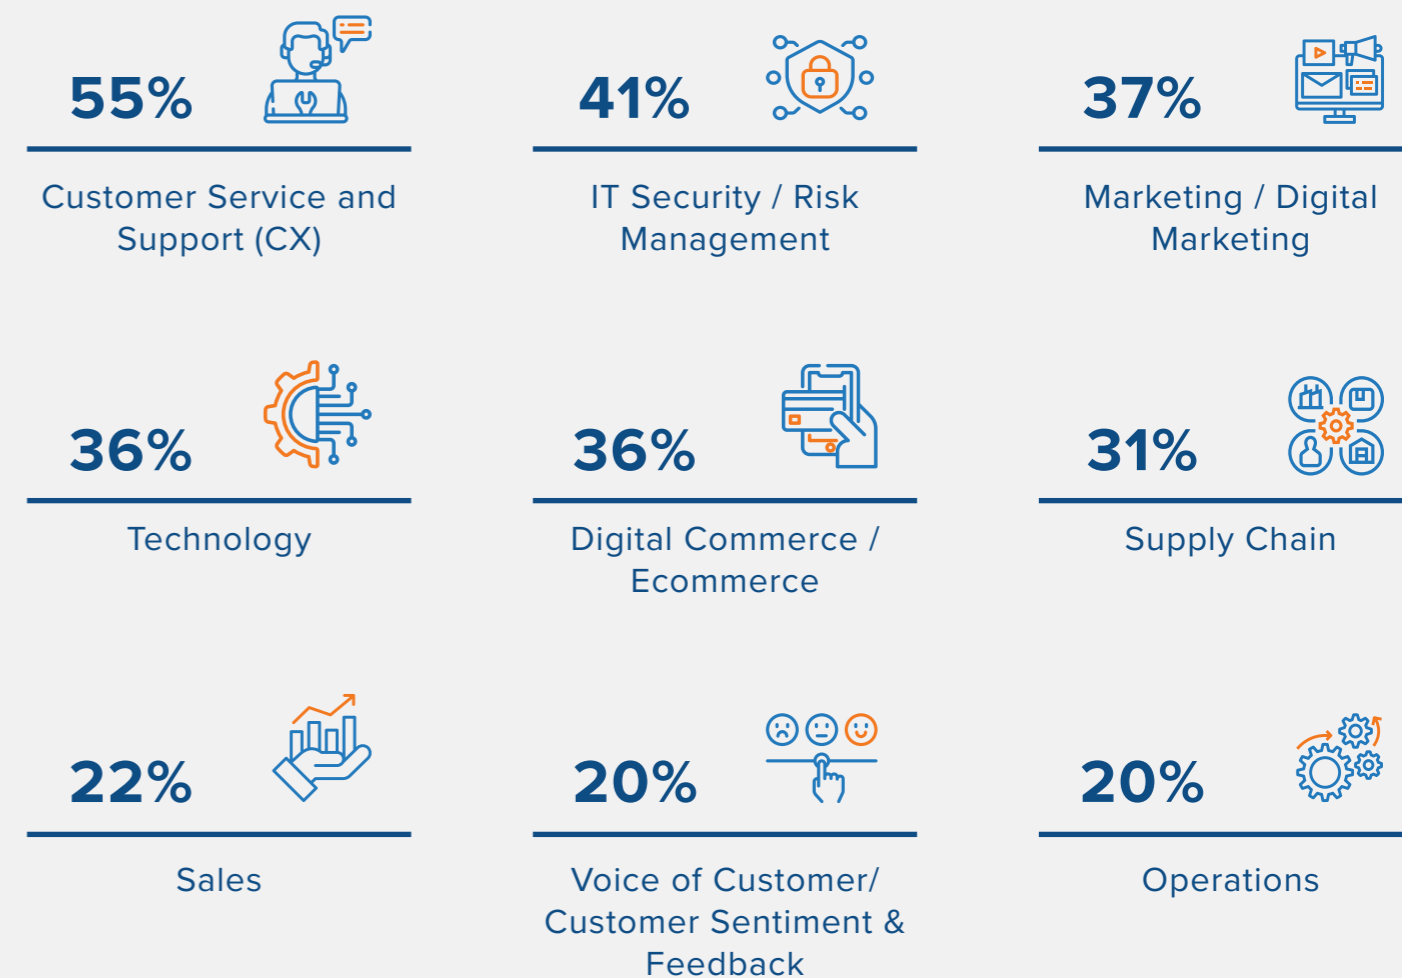 55%
41%
37%
Customer Service and
Support (CX)
IT Security / Risk
Management
Marketing / Digital
Marketing
36%
36%
31%
Technology
Digital Commerce /
Ecommerce
Supply Chain
22%
20%
20%
Sales
Voice of Customer/
Customer Sentiment &
Feedback
Operations